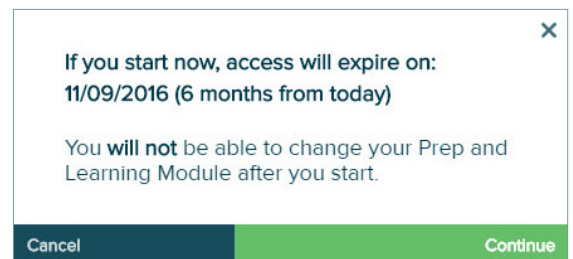 If you start now, access will expire on:
11/09/2016 (6 months from today)
You will not be able to change your Prep and
Learning Module after you start.
Cancel
Continue